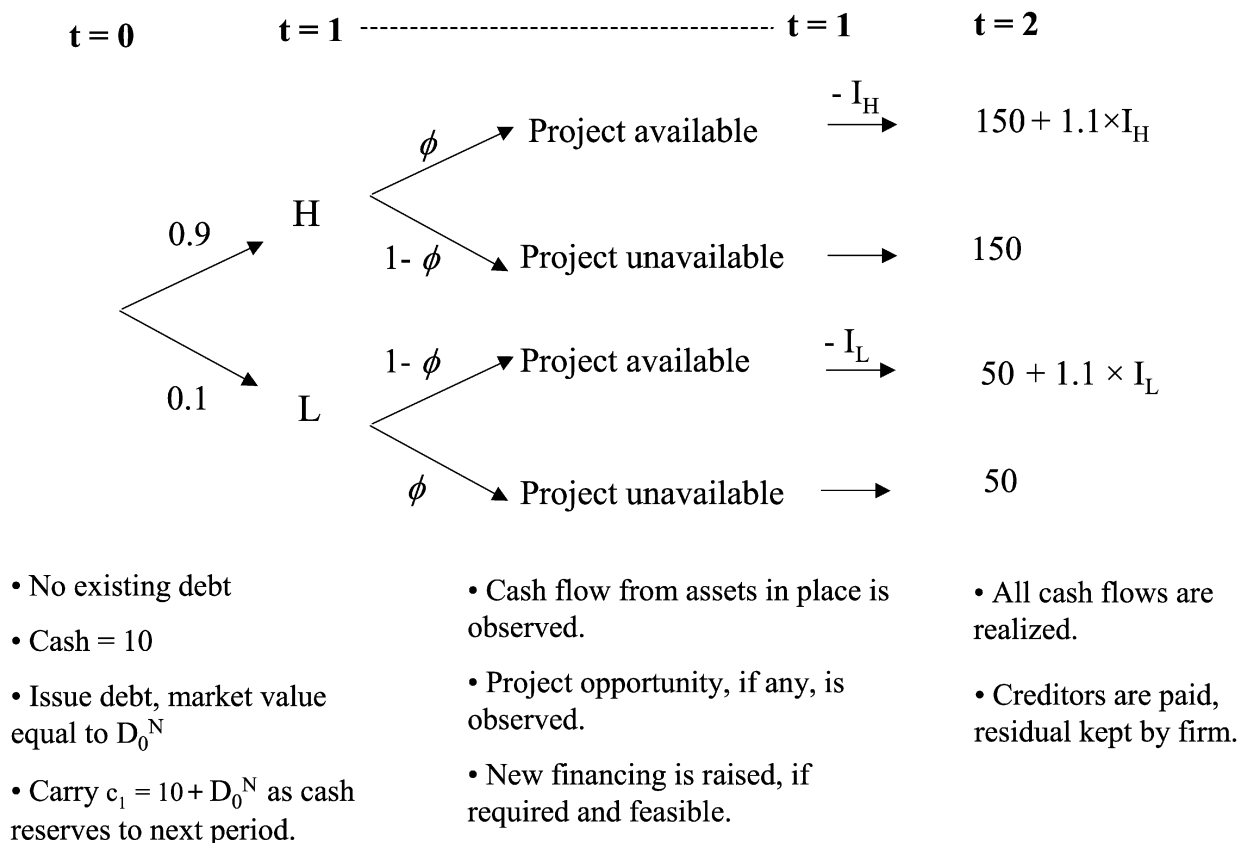 t = 0 t = 1 ---------------------------------------- t = 1 t = 2
- I_H
Project available 150 + 1.1×I_H
ϕ
H
0.9
1- ϕ
Project unavailable 150
1- ϕ
- I_L
Project available 50 + 1.1 × I_L
0.1
L
ϕ
Project unavailable 50
• No existing debt
• Cash = 10
• Issue debt, market value
equal to D_0^N
• Carry c_1 = 10 + D_0^N as cash
reserves to next period.
• Cash flow from assets in place is
observed.
• Project opportunity, if any, is
observed.
• New financing is raised, if
required and feasible.
• All cash flows are
realized.
• Creditors are paid,
residual kept by firm.